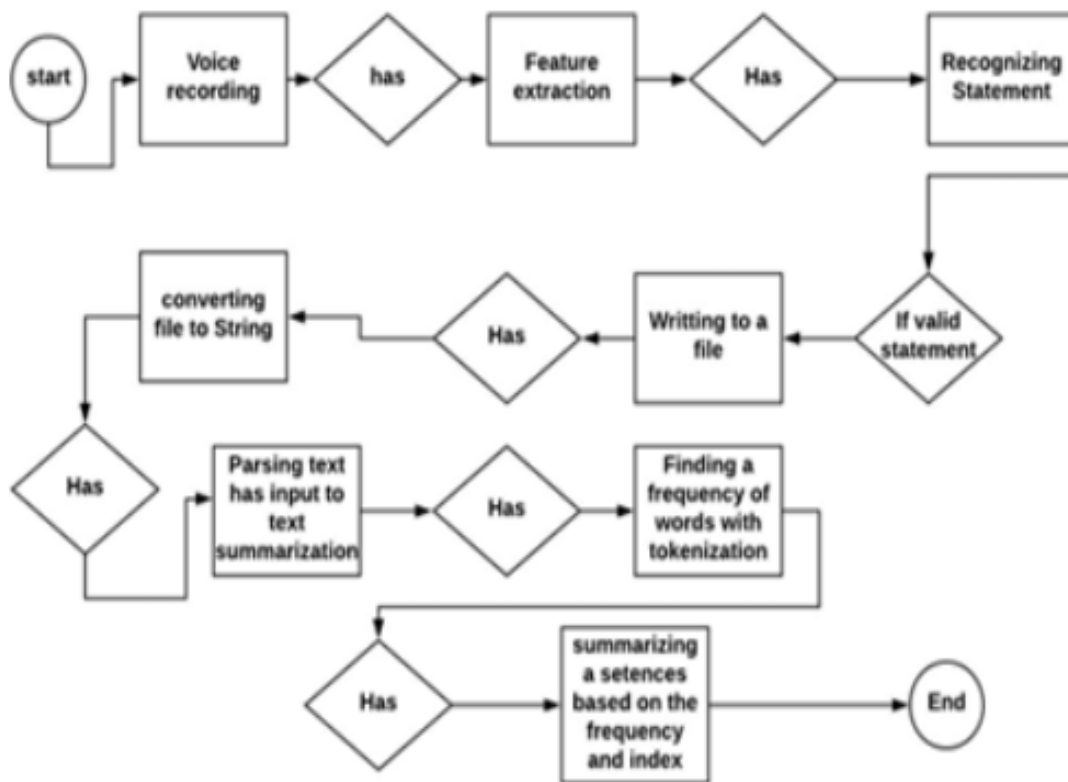 start
Voice
recording
has
Feature
extraction
Has
Recognizing
Statement
If valid
statement
Writting to a
file
Has
converting
file to String
Has
Parsing text
has input to
text
summarization
Has
Finding a
frequency of
words with
tokenization
Has
summarizing
a setences
based on the
frequency
and index
End